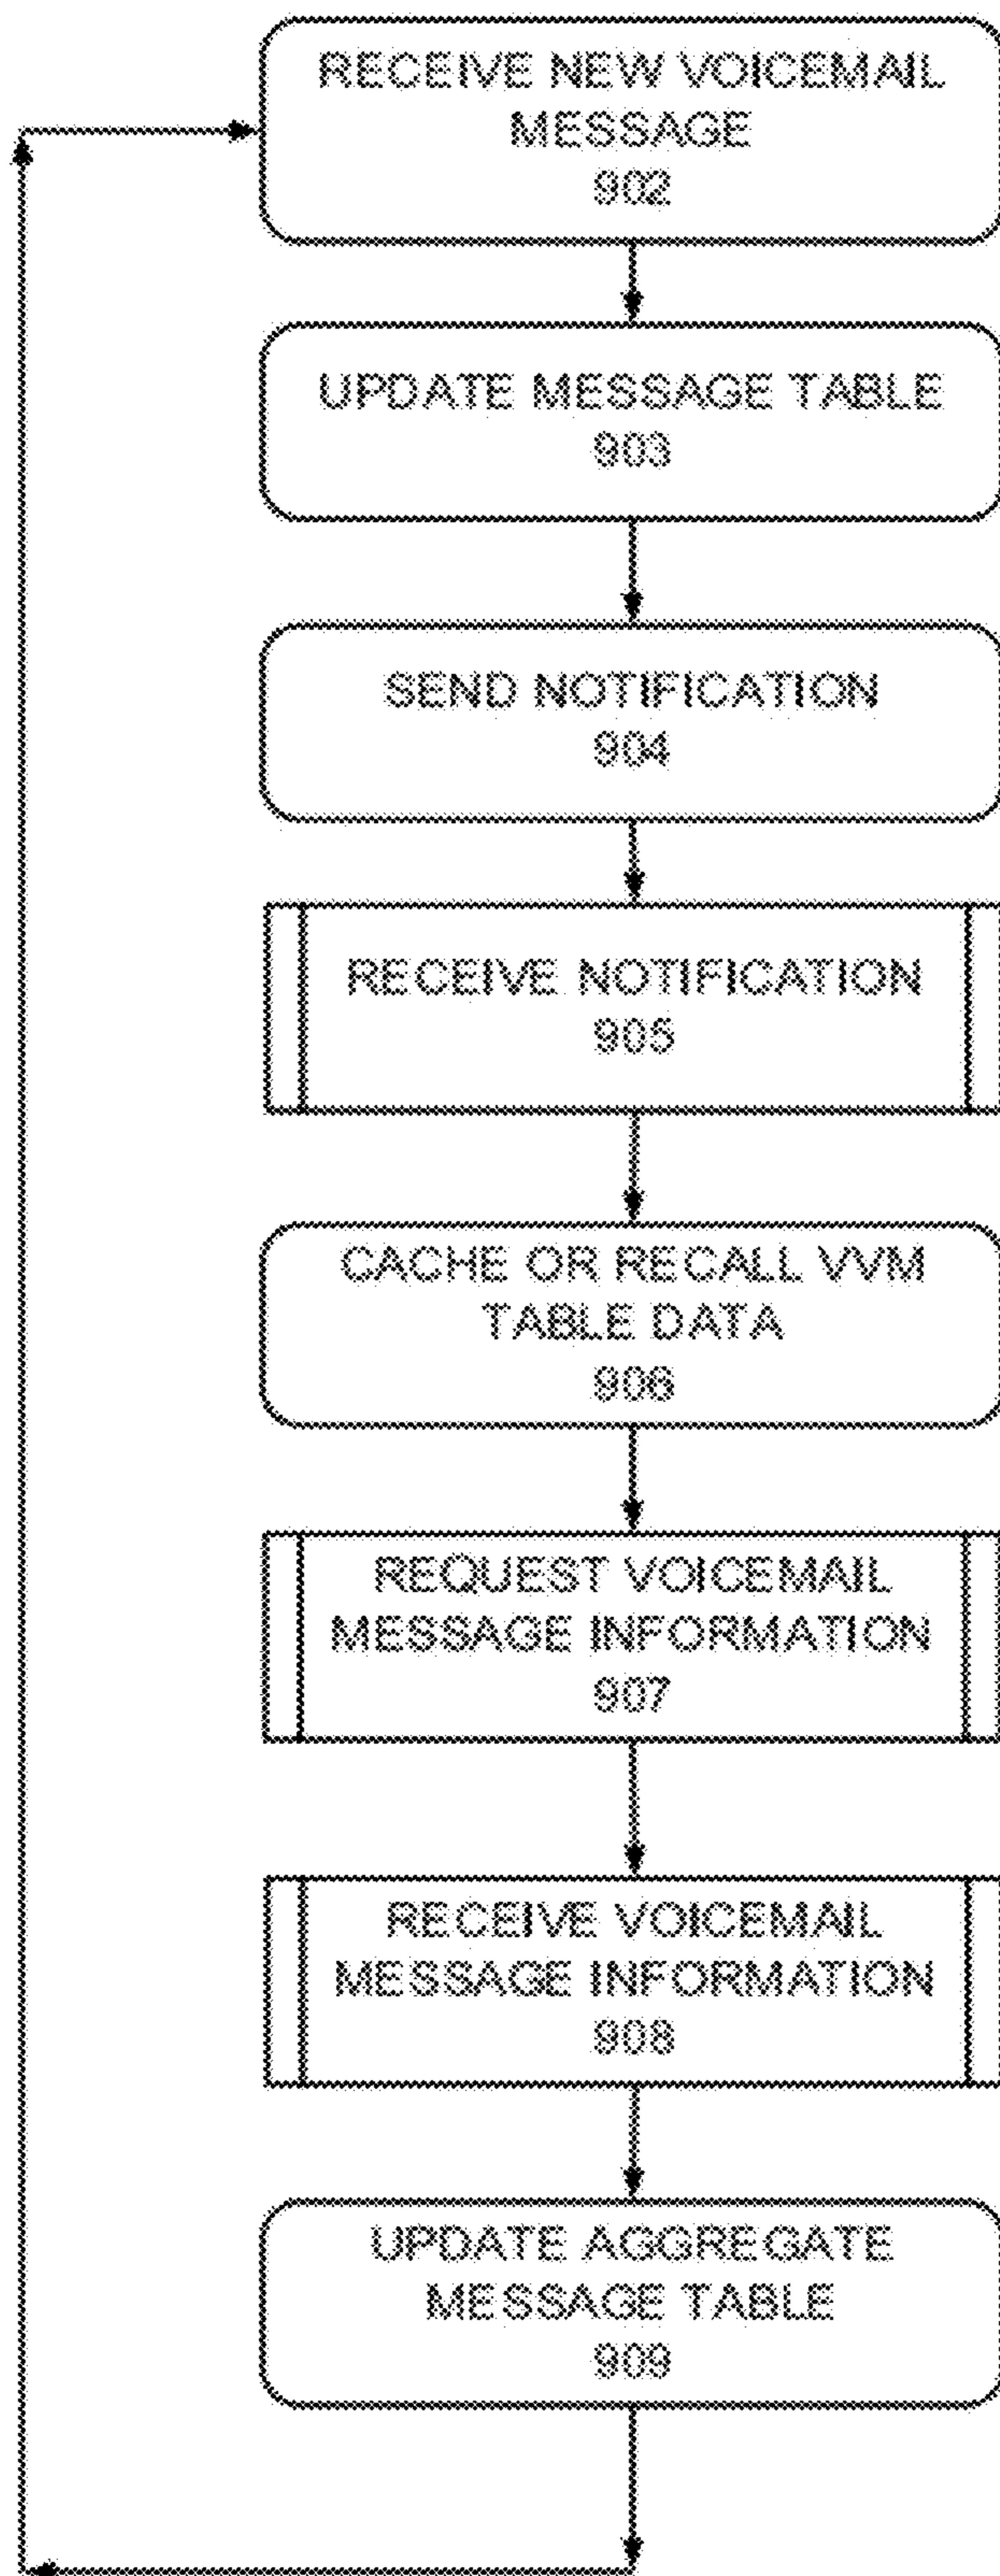 RECEIVE NEW VOICEMAIL
MESSAGE
902
UPDATE MESSAGE TABLE
903
SEND NOTIFICATION
904
RECEIVE NOTIFICATION
905
CACHE OR RECALL VVM
TABLE DATA
906
REQUEST VOICEMAIL
MESSAGE INFORMATION
907
RECEIVE VOICEMAIL
MESSAGE INFORMATION
908
UPDATE AGGREGATE
MESSAGE TABLE
909